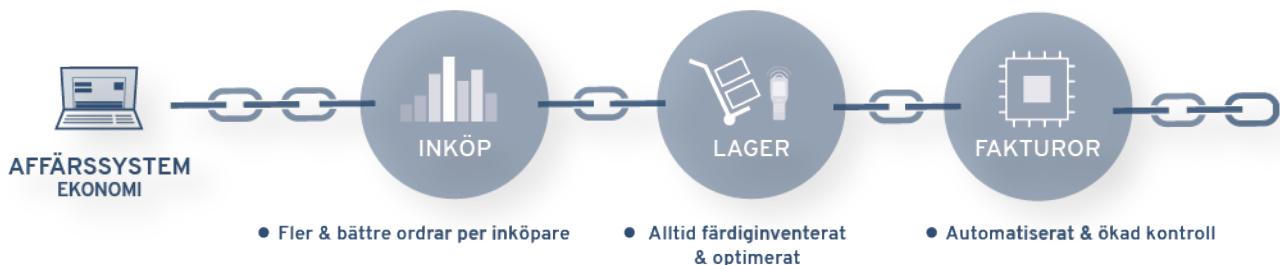 INKÖP
LAGER
FAKTUROR
AFFÄRSSYSTEM
EKONOMI
● Fler & bättre ordrar per inköpare
● Alltid färdiginventerat
& optimerat
● Automatiserat & ökad kontroll